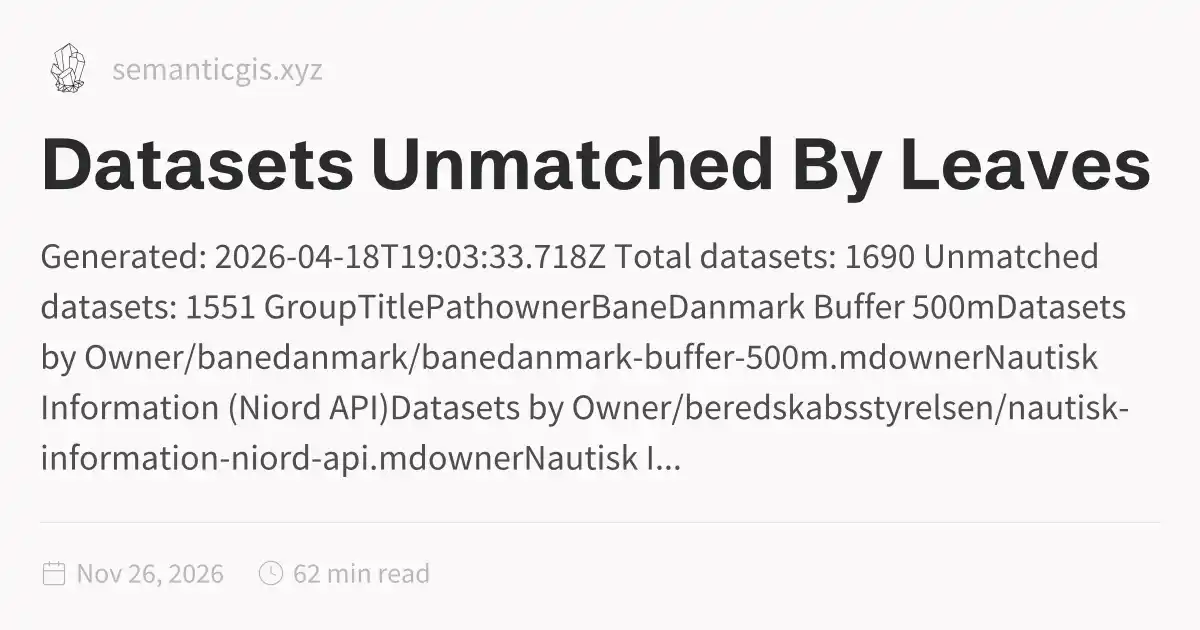 semanticgis.xyz
Datasets Unmatched By Leaves
Generated: 2026-04-18T19:03:33.718Z Total datasets: 1690 Unmatched
datasets: 1551 GroupTitlePathownerBaneDanmark Buffer 500mDatasets
by Owner/banedanmark/banedanmark-buffer-500m.mdownerNautisk
Information (Niord API)Datasets by Owner/beredskabsstyrelsen/nautisk-
information-niord-api.mdownerNautisk I...
Nov 26, 2026 62 min read